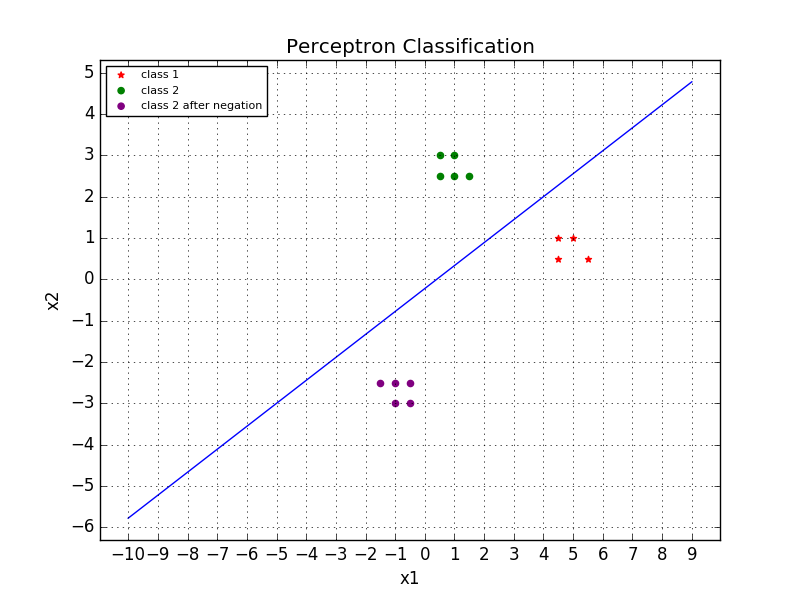 Perceptron Classification
class 1
class 2
class 2 after negation
5
4
3
2
1
0
−1
−2
−3
−4
−5
−6
x2
−10 −9 −8 −7 −6 −5 −4 −3 −2 −1 0 1 2 3 4 5 6 7 8 9
x1